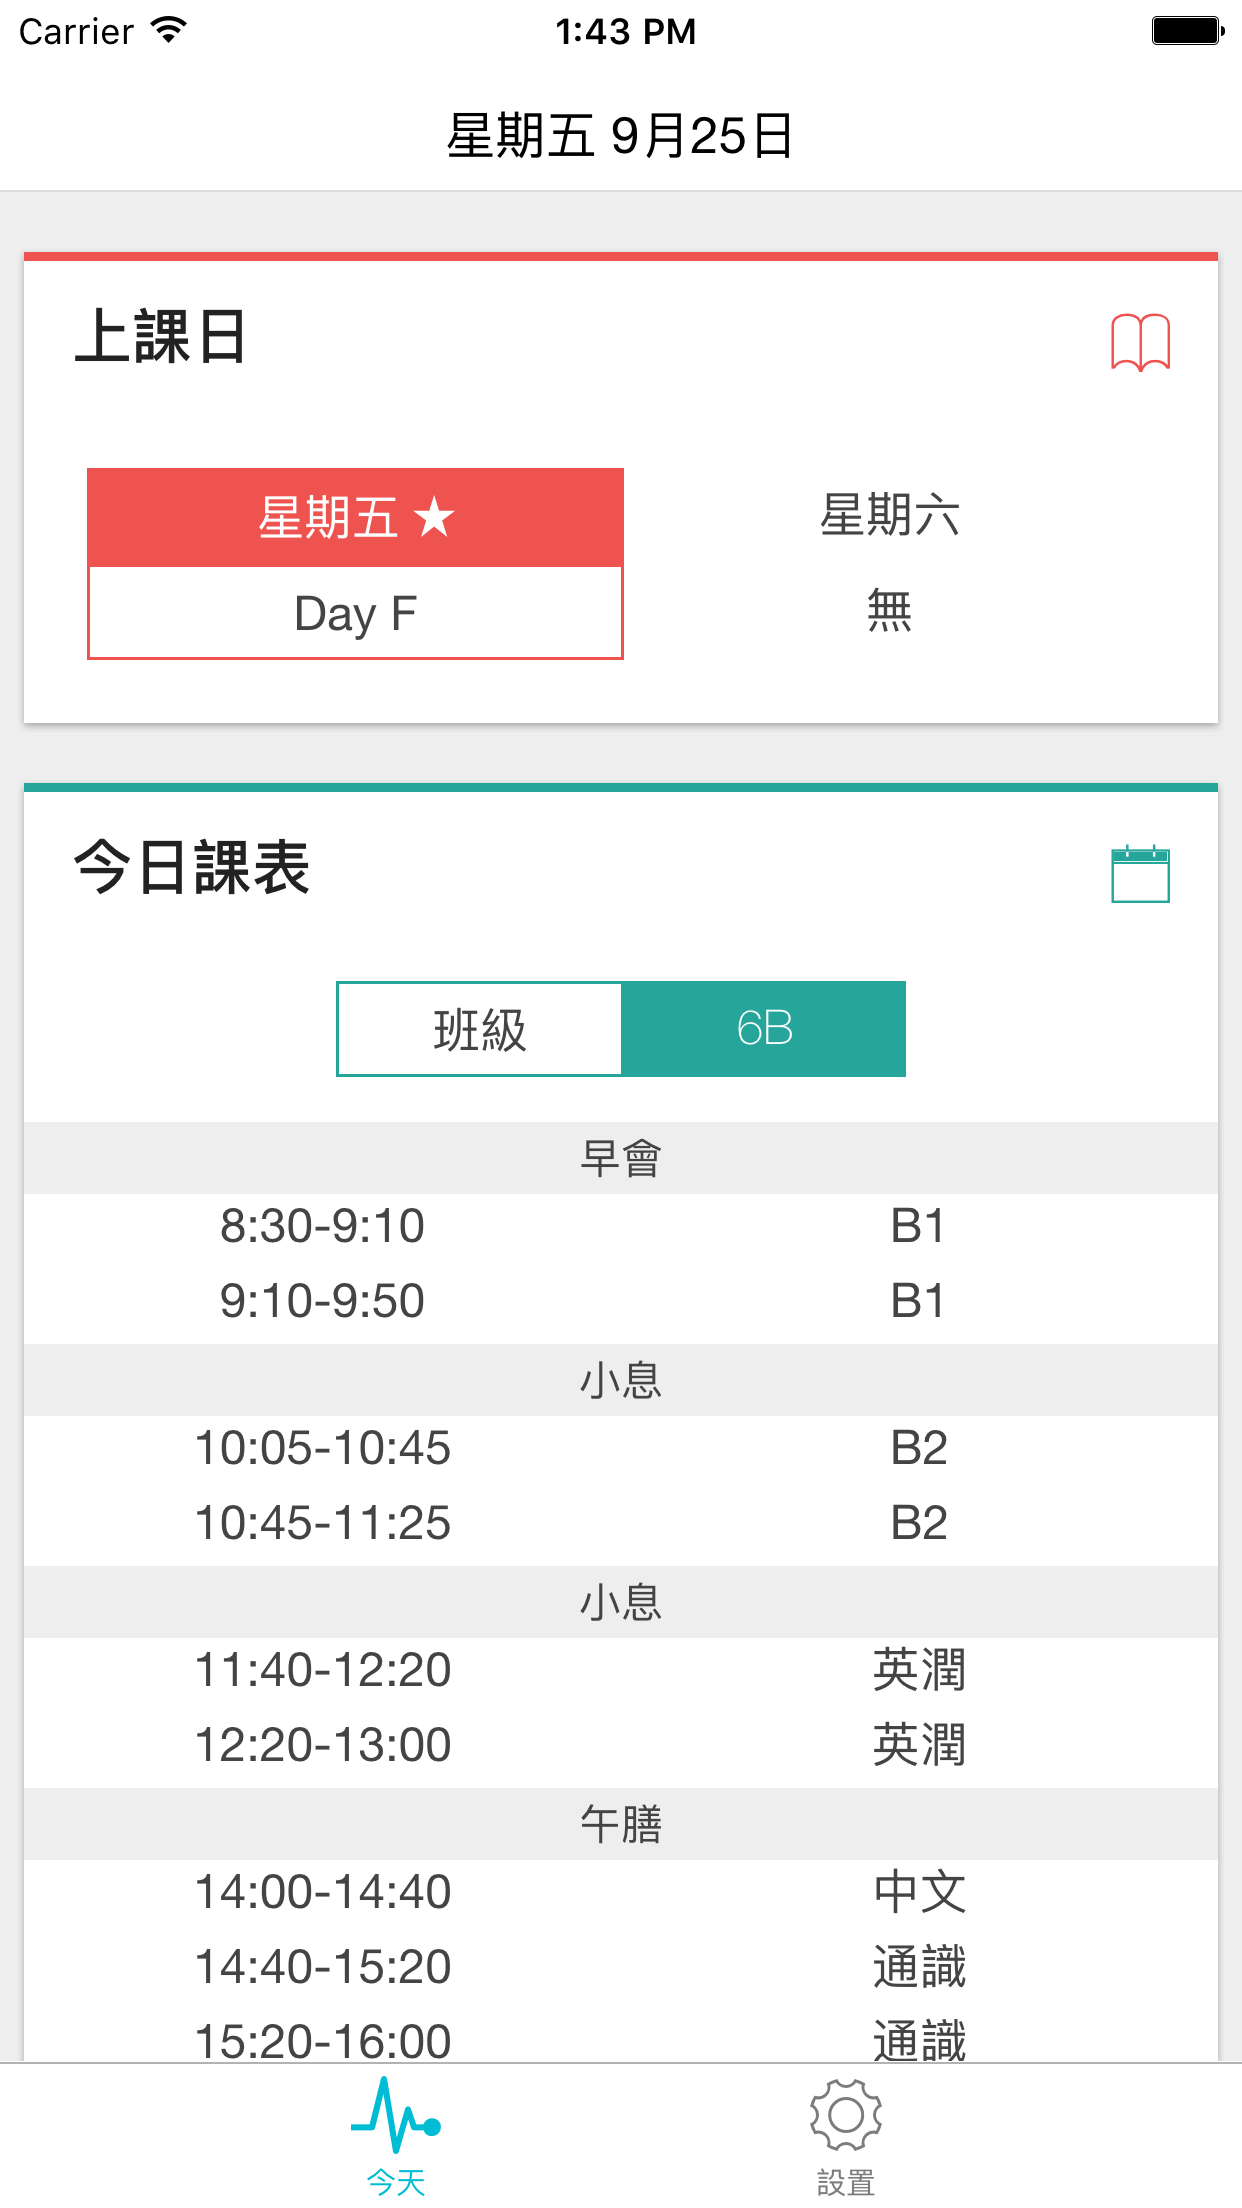 Carrier 1:43 PM
星期五 9月25日
上課日
星期五 ★ 星期六
Day F 無
今日課表
班級 6B
早會
8:30-9:10 B1
9:10-9:50 B1
小息
10:05-10:45 B2
10:45-11:25 B2
小息
11:40-12:20 英潤
12:20-13:00 英潤
午膳
14:00-14:40 中文
14:40-15:20 通識
15:20-16:00 通識
今天 設置